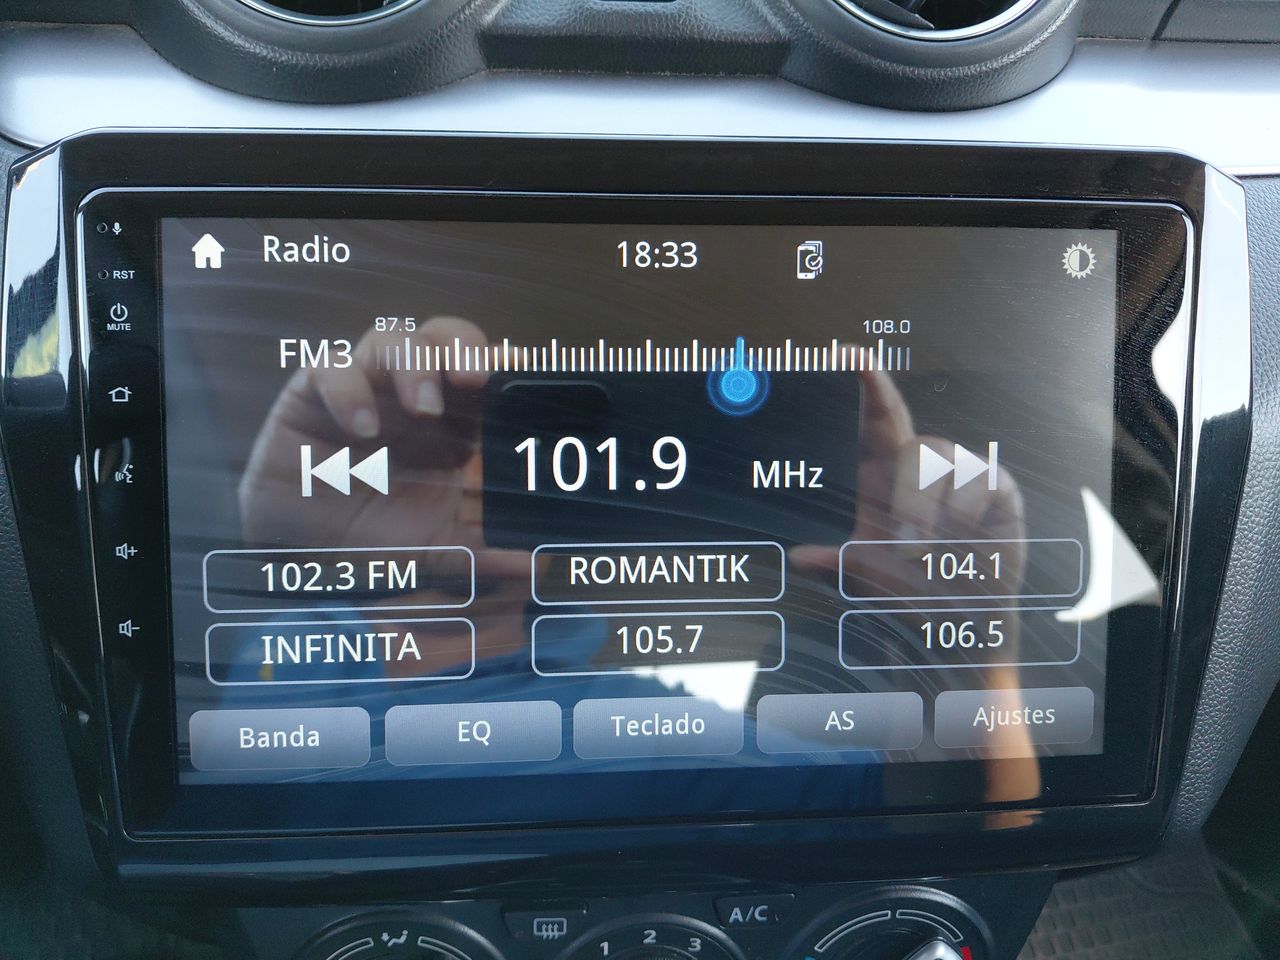 Radio
18:33
RST
MUTE
87.5
108.0
FM3
101.9 MHz
102.3 FM
ROMANTIK
104.1
INFINITA
105.7
106.5
Banda
EQ
Teclado
AS
Ajustes
A/C
1 2 3